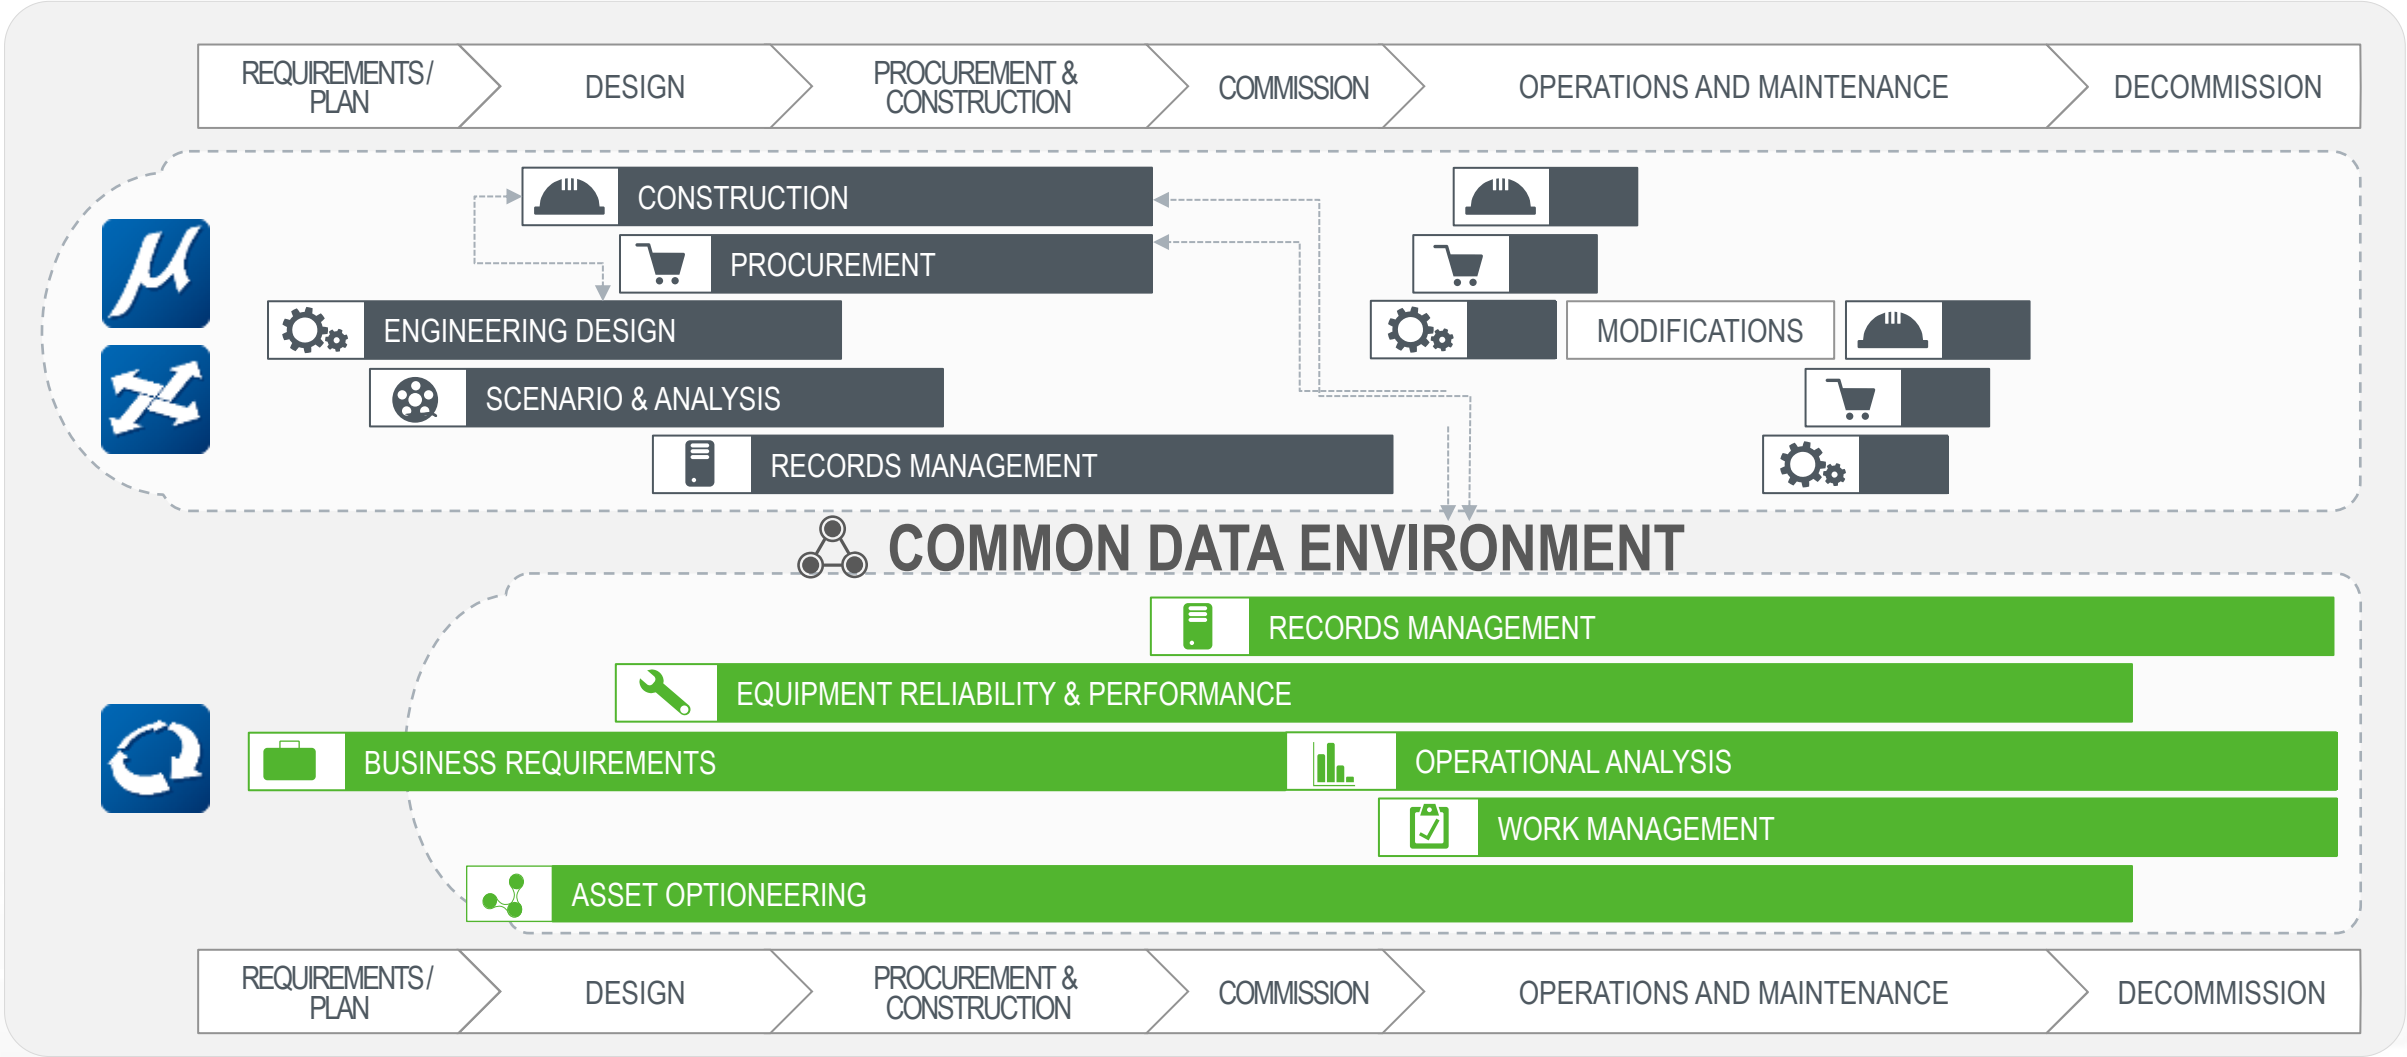 REQUIREMENTS /
PLAN
DESIGN
PROCUREMENT &
CONSTRUCTION
COMMISSION
OPERATIONS AND MAINTENANCE
DECOMMISSION
CONSTRUCTION
PROCUREMENT
ENGINEERING DESIGN
MODIFICATIONS
SCENARIO & ANALYSIS
RECORDS MANAGEMENT
COMMON DATA ENVIRONMENT
RECORDS MANAGEMENT
EQUIPMENT RELIABILITY & PERFORMANCE
BUSINESS REQUIREMENTS
OPERATIONAL ANALYSIS
WORK MANAGEMENT
ASSET OPTIONEERING
REQUIREMENTS /
PLAN
DESIGN
PROCUREMENT &
CONSTRUCTION
COMMISSION
OPERATIONS AND MAINTENANCE
DECOMMISSION